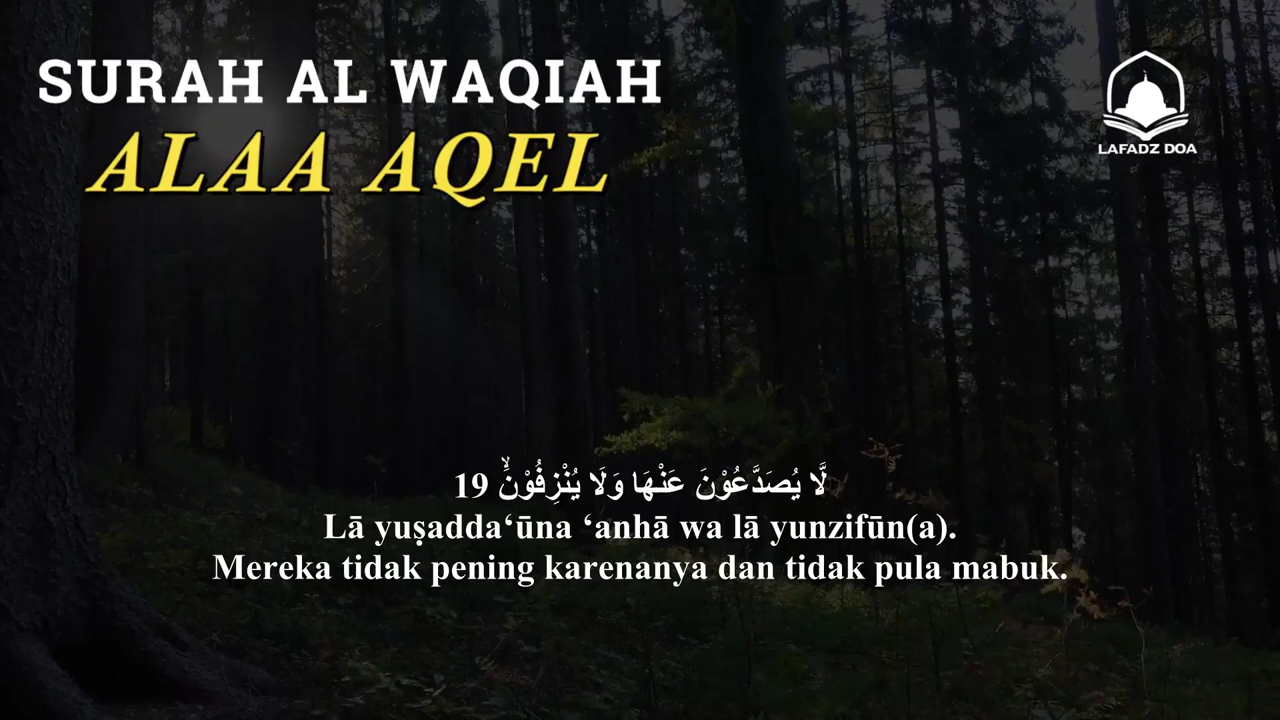 SURAH AL WAQIAH
ALAA AQEL
LAFADZ DOA
لَّا يُصَدَّعُوْنَ عَنْهَا وَلَا يُنْزِفُوْنَۙ 19
Lā yuṣadda‘ūna ‘anhā wa lā yunzifūn(a).
Mereka tidak pening karenanya dan tidak pula mabuk.